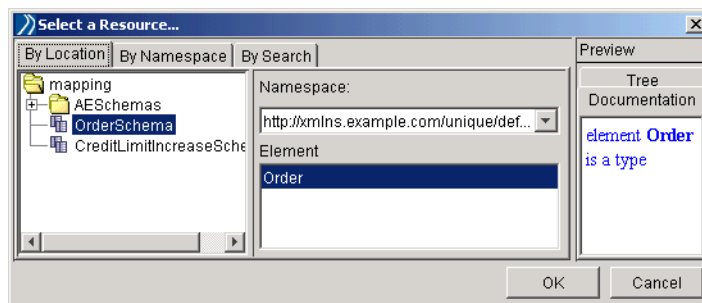 Select a Resource...
By Location
By Namespace
By Search
Preview
mapping
AESchemas
OrderSchema
CreditLimitIncreaseSche
Namespace:
http://xmlns.example.com/unique/def...
Element
Order
Tree
Documentation
element Order
is a type
OK
Cancel